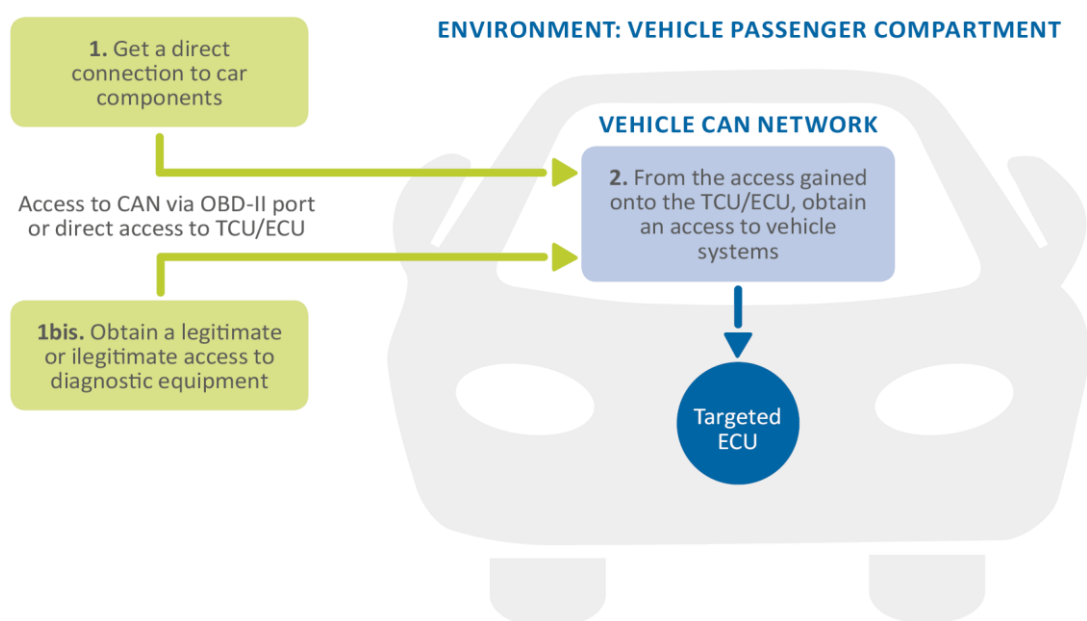 ENVIRONMENT: VEHICLE PASSENGER COMPARTMENT
1. Get a direct
connection to car
components
VEHICLE CAN NETWORK
2. From the access gained
onto the TCU/ECU, obtain
an access to vehicle
systems
Access to CAN via OBD-II port
or direct access to TCU/ECU
1bis. Obtain a legitimate
or ilegitimate access to
diagnostic equipment
Targeted
ECU